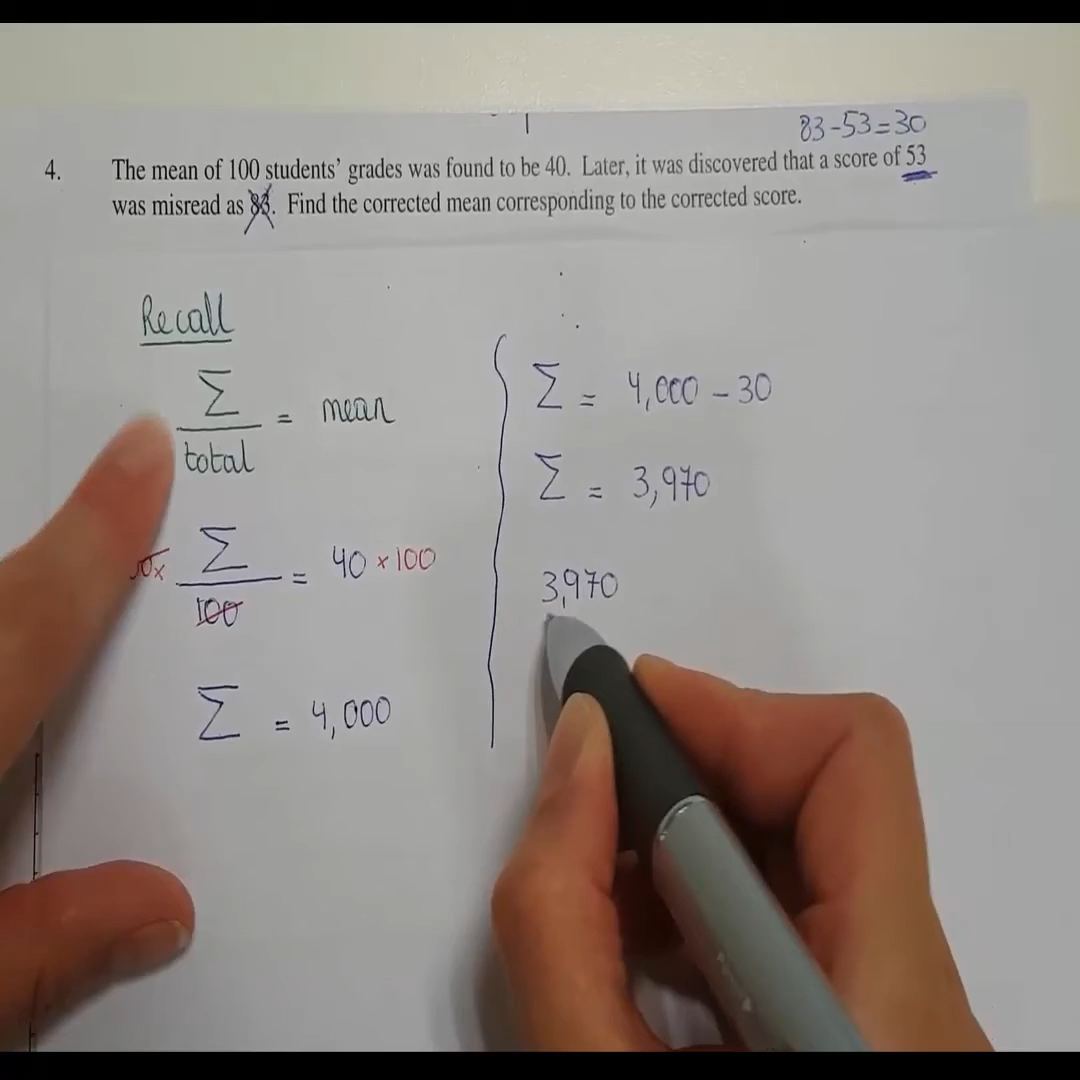 83-53=30
4. The mean of 100 students' grades was found to be 40. Later, it was discovered that a score of 53
was misread as 83. Find the corrected mean corresponding to the corrected score.
Recall
Σ
total
= mean
Σ
100
= 40 × 100
Σ = 4,000
Σ = 4,000 - 30
Σ = 3,970
3,970